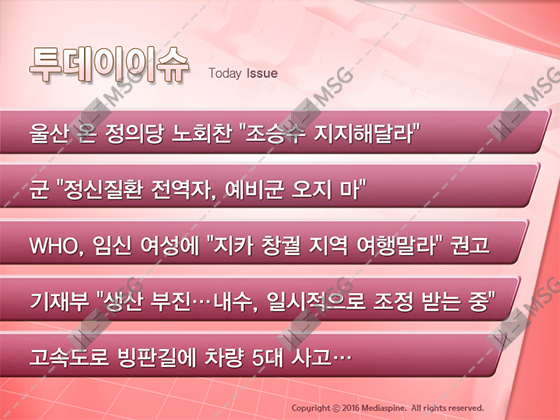 투데이이슈 Today Issue
울산 온 정의당 노회찬 "조승수 지지해달라"
군 "정신질환 전역자, 예비군 오지 마"
WHO, 임신 여성에 "지카 창궐 지역 여행말라" 권고
기재부 "생산 부진…내수, 일시적으로 조정 받는 중"
고속도로 빙판길에 차량 5대 사고…
Copyright ⓒ 2016 Mediaspine. All rights reserved.
MSG
MSG
MSG
MSG
MSG
MSG
MSG
MSG